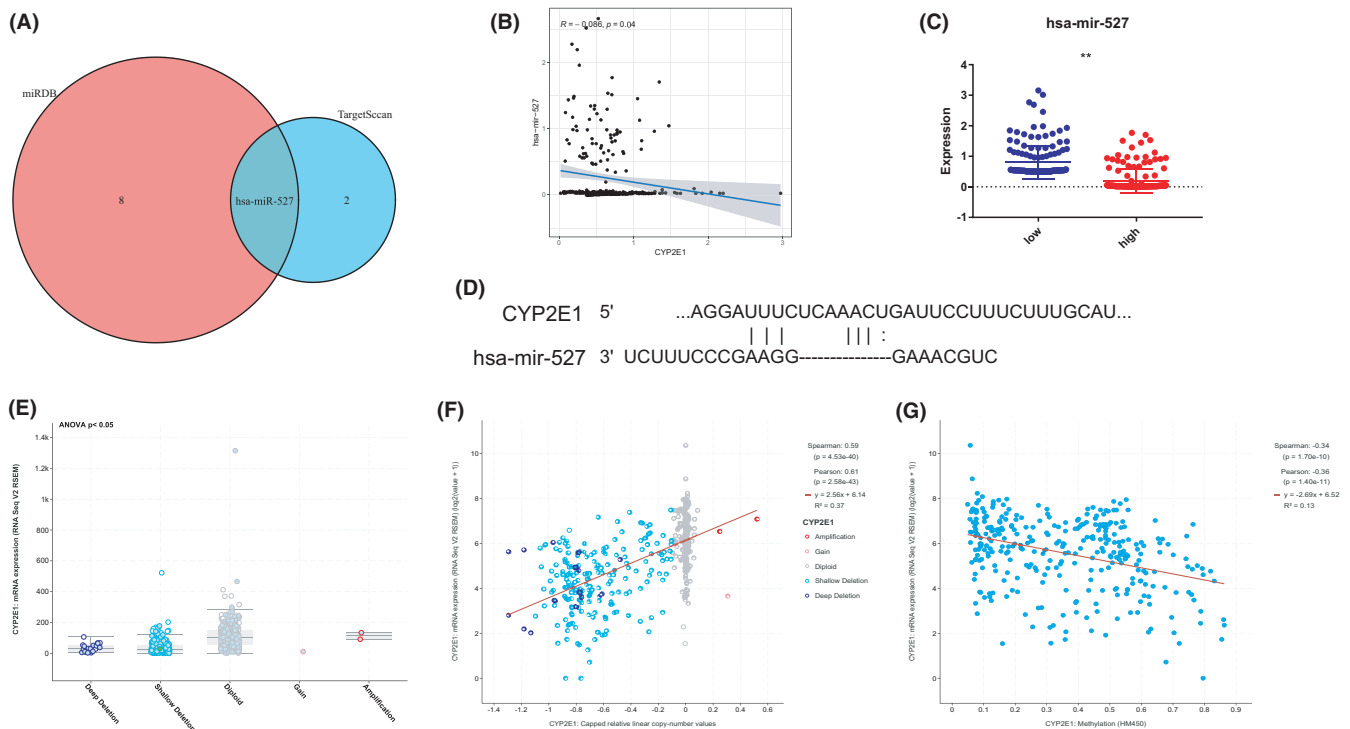 (A)
miRDB
TargetSccan
8
hsa-miR-527
2
(B)
R = − 0.086, p = 0.04
hsa−mir−527
2
1
0
0
1
2
3
CYP2E1
(C)
hsa-mir-527
**
Expression
4
3
2
1
0
-1
low
high
(D)
CYP2E1 5' ...AGGAUUUCUCAAACUGAUUCCUUUCUUUGCAU...
| | | | | | :
hsa-mir-527 3' UCUUUCCCGAAGG---------------GAAACGUC
(E)
ANOVA p< 0.05
CYP2E1: mRNA expression (RNA Seq V2 RSEM)
1.4k
1.2k
1k
800
600
400
200
0
Deep Deletion
Shallow Deletion
Diploid
Gain
Amplification
(F)
CYP2E1: mRNA expression (RNA Seq V2 RSEM) (log2(value + 1))
10
8
6
4
2
0
-1.4
-1.2
-1
-0.8
-0.6
-0.4
-0.2
0
0.2
0.4
0.6
CYP2E1: Capped relative linear copy-number values
Spearman: 0.59
(p = 4.53e-40)
Pearson: 0.61
(p = 2.58e-43)
y = 2.56x + 6.14
R² = 0.37
CYP2E1
Amplification
Gain
Diploid
Shallow Deletion
Deep Deletion
(G)
CYP2E1: mRNA expression (RNA Seq V2 RSEM) (log2(value + 1))
10
8
6
4
2
0
0.1
0.2
0.3
0.4
0.5
0.6
0.7
0.8
0.9
CYP2E1: Methylation (HM450)
Spearman: -0.34
(p = 1.70e-10)
Pearson: -0.36
(p = 1.40e-11)
y = -2.69x + 6.52
R² = 0.13